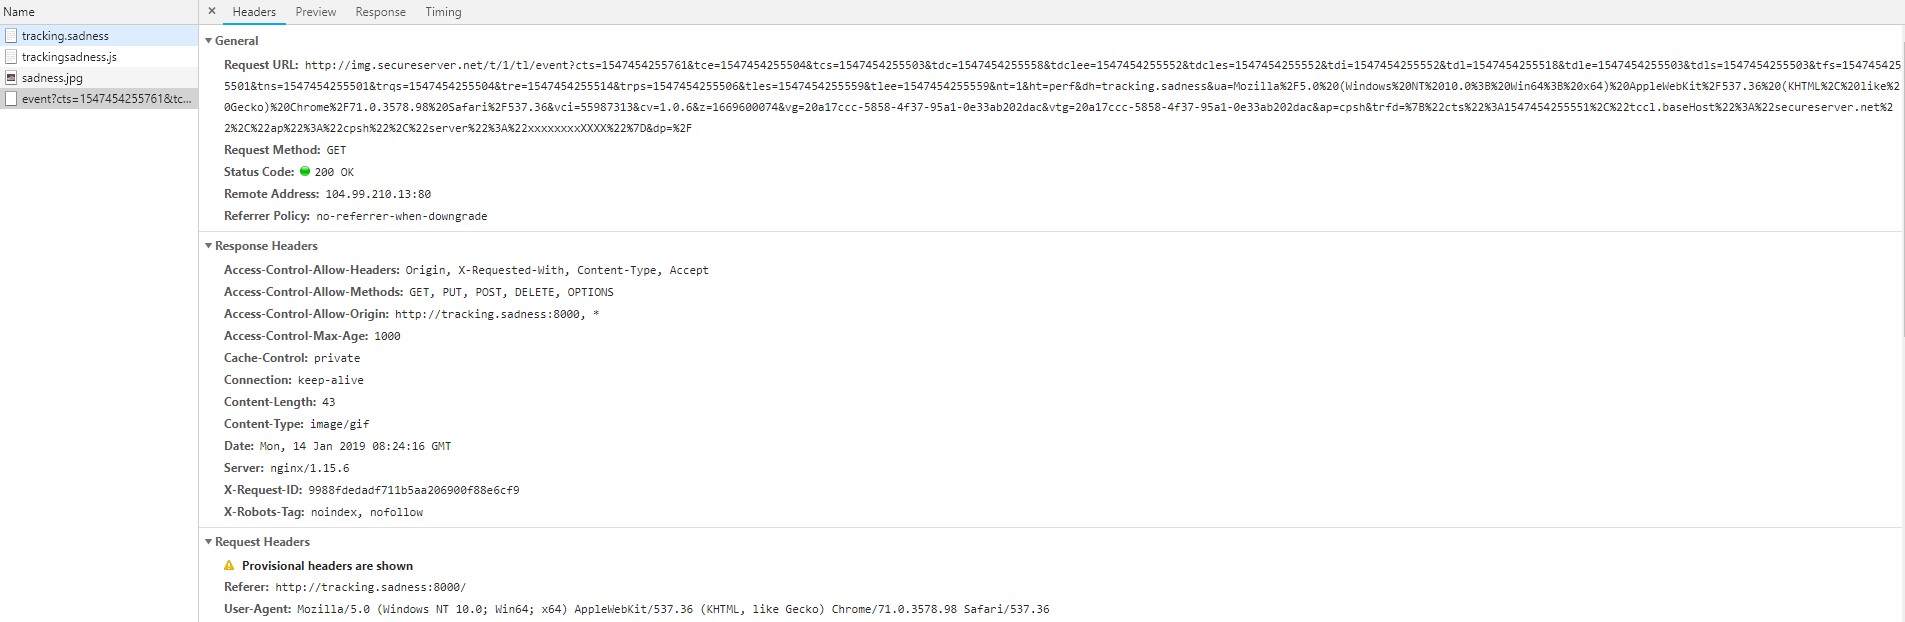 Name
× Headers Preview Response Timing
tracking.sadness
trackingsadness.js
sadness.jpg
event?cts=1547454255761&tc...
General
Request URL: http://img.secureserver.net/t/1/tl/event?cts=1547454255761&tce=1547454255504&tcs=1547454255503&tdc=1547454255558&tdclee=1547454255552&tdcles=1547454255552&tdi=1547454255552&tdl=1547454255518&tdle=1547454255503&tdls=1547454255503&tfs=154745425
5501&tns=1547454255501&trqs=1547454255504&tre=1547454255514&trps=1547454255506&tles=1547454255559&tlee=1547454255559&nt=1&ht=perf&dh=tracking.sadness&ua=Mozilla%2F5.0%20(Windows%20NT%2010.0%3B%20Win64%3B%20x64)%20AppleWebKit%2F537.36%20(KHTML%2C%20like%2
0Gecko)%20Chrome%2F71.0.3578.98%20Safari%2F537.36&vci=55987313&cv=1.0.6&z=1669600074&vg=20a17ccc-5858-4f37-95a1-0e33ab202dac&vtg=20a17ccc-5858-4f37-95a1-0e33ab202dac&ap=cpsh&trfd=%7B%22cts%22%3A1547454255551%2C%22tccl.baseHost%22%3A%22secureserver.net%2
2%2C%22ap%22%3A%22cpsh%22%2C%22server%22%3A%22xxxxxxxxXXXX%22%7D&dp=%2F
Request Method: GET
Status Code: 200 OK
Remote Address: 104.99.210.13:80
Referrer Policy: no-referrer-when-downgrade
Response Headers
Access-Control-Allow-Headers: Origin, X-Requested-With, Content-Type, Accept
Access-Control-Allow-Methods: GET, PUT, POST, DELETE, OPTIONS
Access-Control-Allow-Origin: http://tracking.sadness:8000, *
Access-Control-Max-Age: 1000
Cache-Control: private
Connection: keep-alive
Content-Length: 43
Content-Type: image/gif
Date: Mon, 14 Jan 2019 08:24:16 GMT
Server: nginx/1.15.6
X-Request-ID: 9988fdedadf711b5aa206900f88e6cf9
X-Robots-Tag: noindex, nofollow
Request Headers
Provisional headers are shown
Referer: http://tracking.sadness:8000/
User-Agent: Mozilla/5.0 (Windows NT 10.0; Win64; x64) AppleWebKit/537.36 (KHTML, like Gecko) Chrome/71.0.3578.98 Safari/537.36